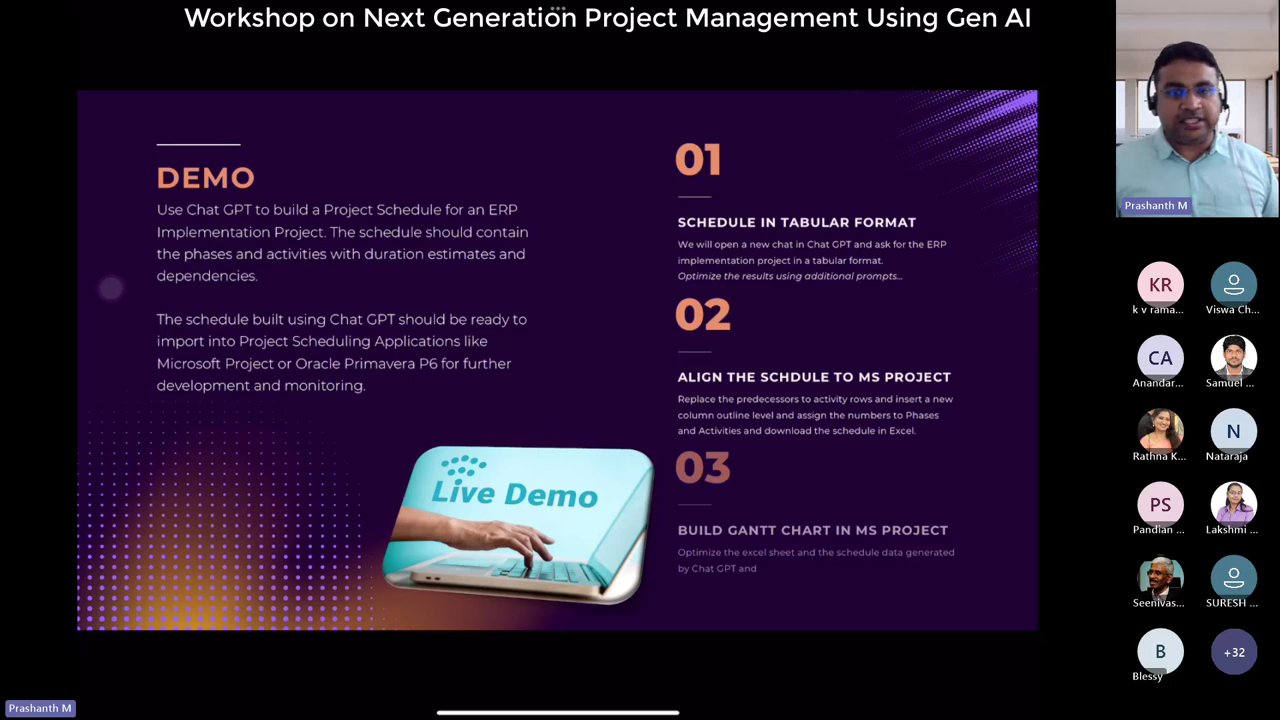 Workshop on Next Generation Project Management Using Gen AI
DEMO
Use Chat GPT to build a Project Schedule for an ERP
Implementation Project. The schedule should contain
the phases and activities with duration estimates and
dependencies.
The schedule built using Chat GPT should be ready to
import into Project Scheduling Applications like
Microsoft Project or Oracle Primavera P6 for further
development and monitoring.
Live Demo
01
SCHEDULE IN TABULAR FORMAT
We will open a new chat in Chat GPT and ask for the ERP
implementation project in a tabular format.
Optimize the results using additional prompts...
02
ALIGN THE SCHDULE TO MS PROJECT
Replace the predecessors to activity rows and insert a new
column outline level and assign the numbers to Phases
and Activities and download the schedule in Excel.
03
BUILD GANTT CHART IN MS PROJECT
Optimize the excel sheet and the schedule data generated
by Chat GPT and
Prashanth M
KR
k v rama...
Viswa Ch...
CA
Anandar...
Samuel ...
Rathna K...
N
Nataraja
PS
Pandian ...
Lakshmi ...
Seenivas...
SURESH ...
B
Blessy
+32
Prashanth M